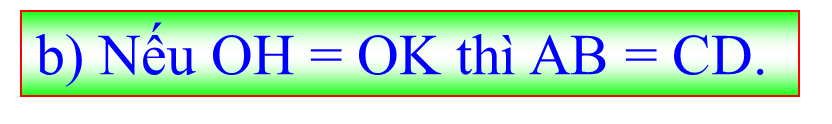 b) Nếu OH = OK thì AB = CD.